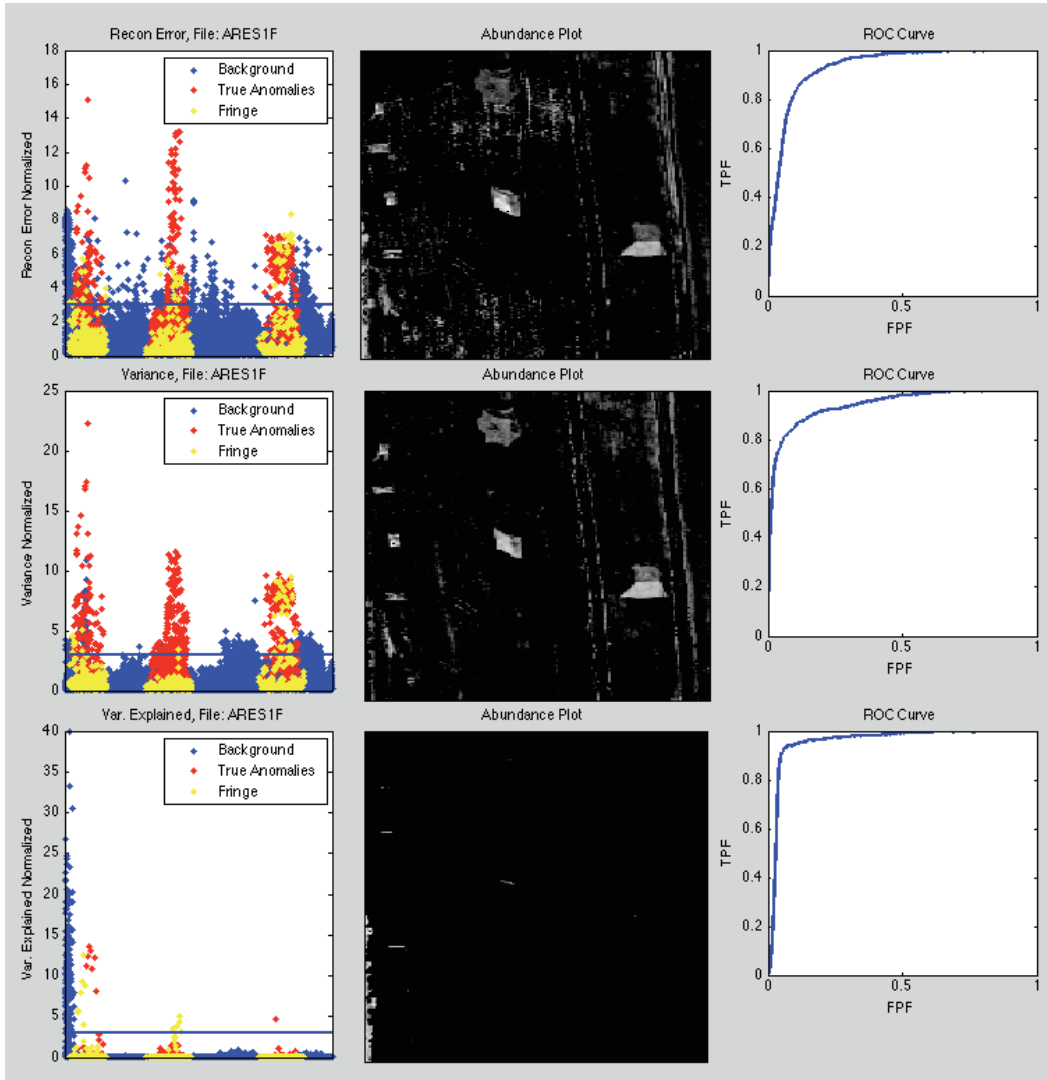 Recon Error, File: ARES1F
18
16
14
12
10
8
6
4
2
0
Recon Error Normalized
Background
True Anomalies
Fringe
Abundance Plot
ROC Curve
1
0.8
0.6
0.4
0.2
0
TPF
0
0.5
1
FPF
Variance, File: ARES1F
25
20
15
10
5
0
Variance Normalized
Background
True Anomalies
Fringe
Abundance Plot
ROC Curve
1
0.8
0.6
0.4
0.2
0
TPF
0
0.5
1
FPF
Var. Explained, File: ARES1F
40
35
30
25
20
15
10
5
0
Var. Explained Normalized
Background
True Anomalies
Fringe
Abundance Plot
ROC Curve
1
0.8
0.6
0.4
0.2
0
TPF
0
0.5
1
FPF